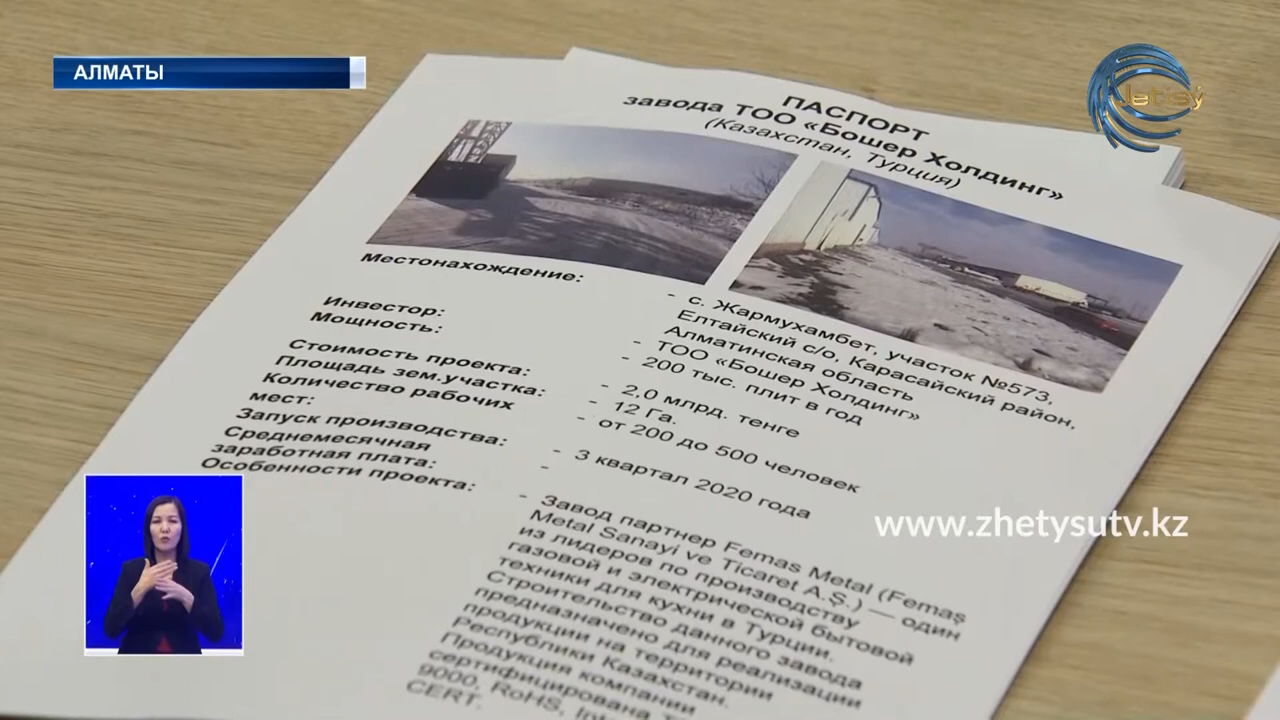 АЛМАТЫ
Jetisý
ПАСПОРТ
завода ТОО «Бошер Холдинг»
(Казахстан, Турция)
Местонахождение:
- с. Жармухамбет, участок №573,
Елтайский с/о, Карасайский район,
Алматинская область
Инвестор:
- ТОО «Бошер Холдинг»
Мощность:
- 200 тыс. плит в год
Стоимость проекта:
- 2,0 млрд. тенге
Площадь зем.участка:
- 12 Га.
Количество рабочих
мест:
- от 200 до 500 человек
Запуск производства:
- 3 квартал 2020 года
Среднемесячная
заработная плата:
-
Особенности проекта:
- Завод партнер Femas Metal (Femaş
Metal Sanayi ve Ticaret A.Ş.) — один
из лидеров по производству
газовой и электрической бытовой
техники для кухни в Турции.
Строительство данного завода
предназначено для реализации
продукции на территории
Республики Казахстан.
Продукция компании
сертифицирована
9000, RoHS,
CERT.
www.zhetysutv.kz